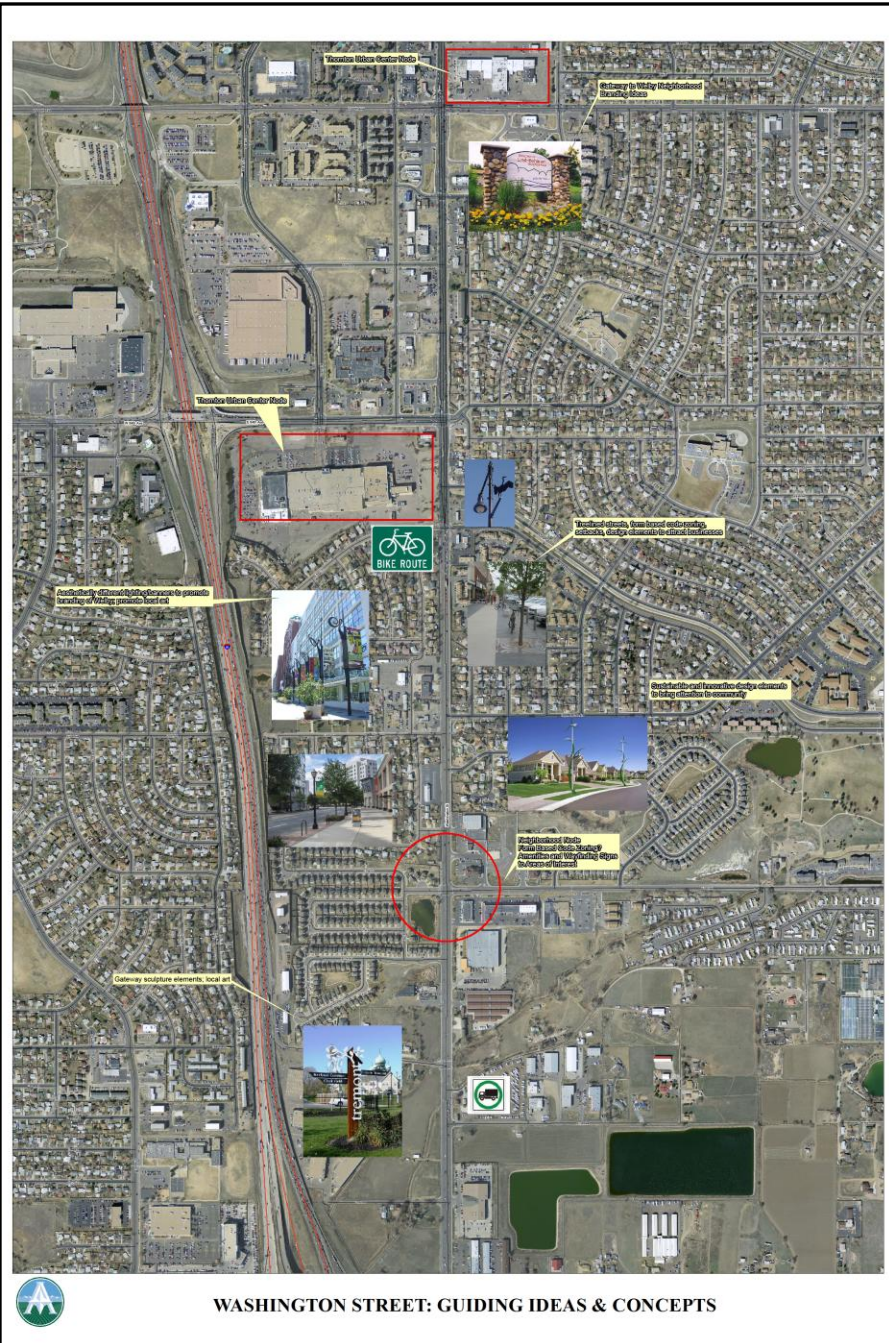 Thornton Urban Center Node
Gateway to Welby Neighborhood
Branding Ideas
Thornton Urban Center Node
BIKE ROUTE
Treelined streets, form based code zoning,
setbacks, design elements to attract businesses
Aesthetically different lighting/banners to promote
branding of Welby; promote local art
Sustainable and innovative design elements
to bring attention to community
Neighborhood Node
Form Based Code Zoning?
Amenities and Wayfinding Signs
to Areas of Interest
Gateway sculpture elements; local art
tremont
WASHINGTON STREET: GUIDING IDEAS & CONCEPTS